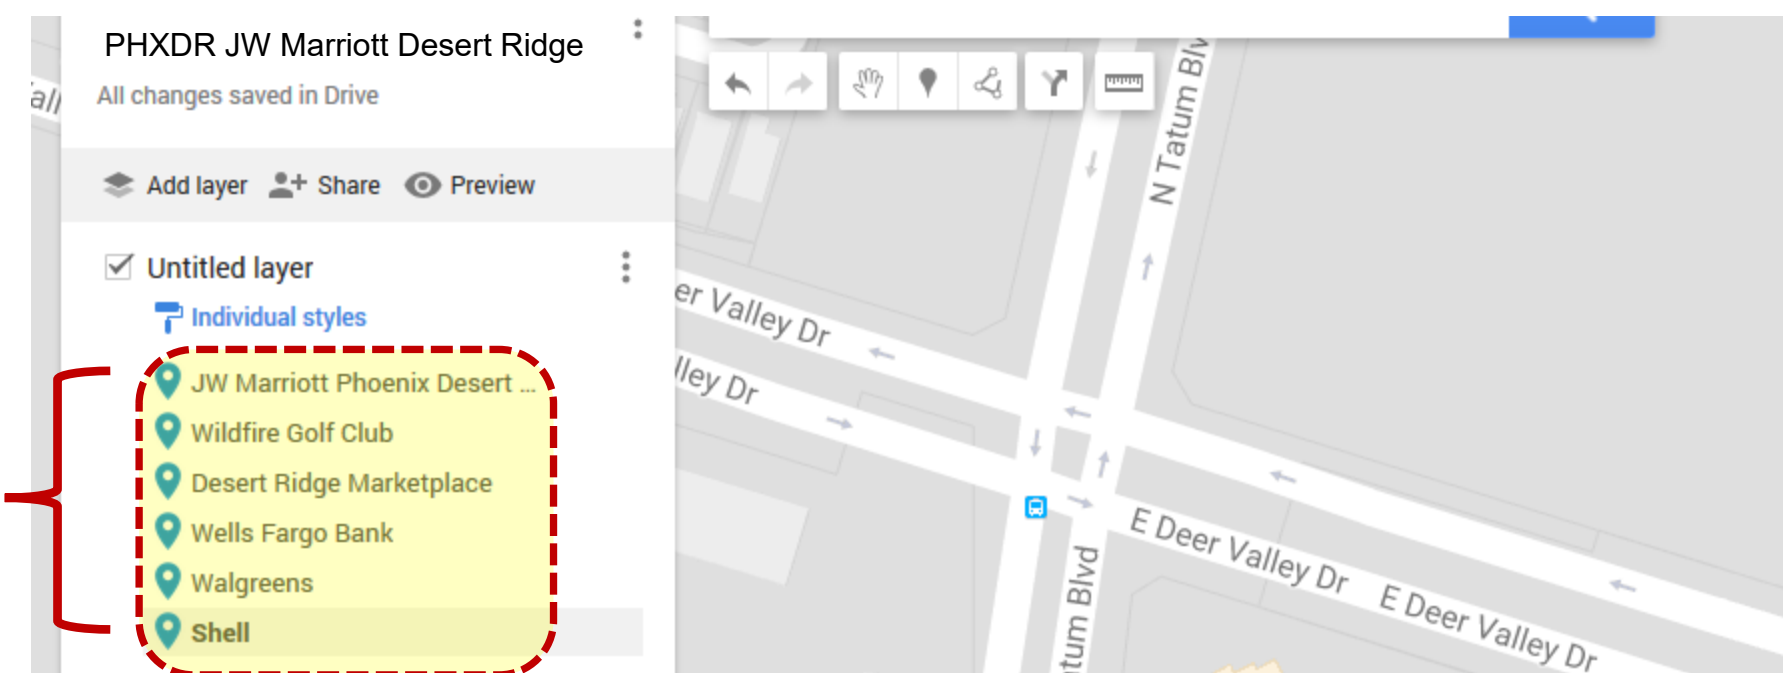 PHXDR JW Marriott Desert Ridge
All changes saved in Drive
Add layer Share Preview
Untitled layer
Individual styles
JW Marriott Phoenix Desert ...
Wildfire Golf Club
Desert Ridge Marketplace
Wells Fargo Bank
Walgreens
Shell
all
N Tatum Blv
er Valley Dr
lley Dr
E Deer Valley Dr
E Deer Valley Dr
tum Blvd